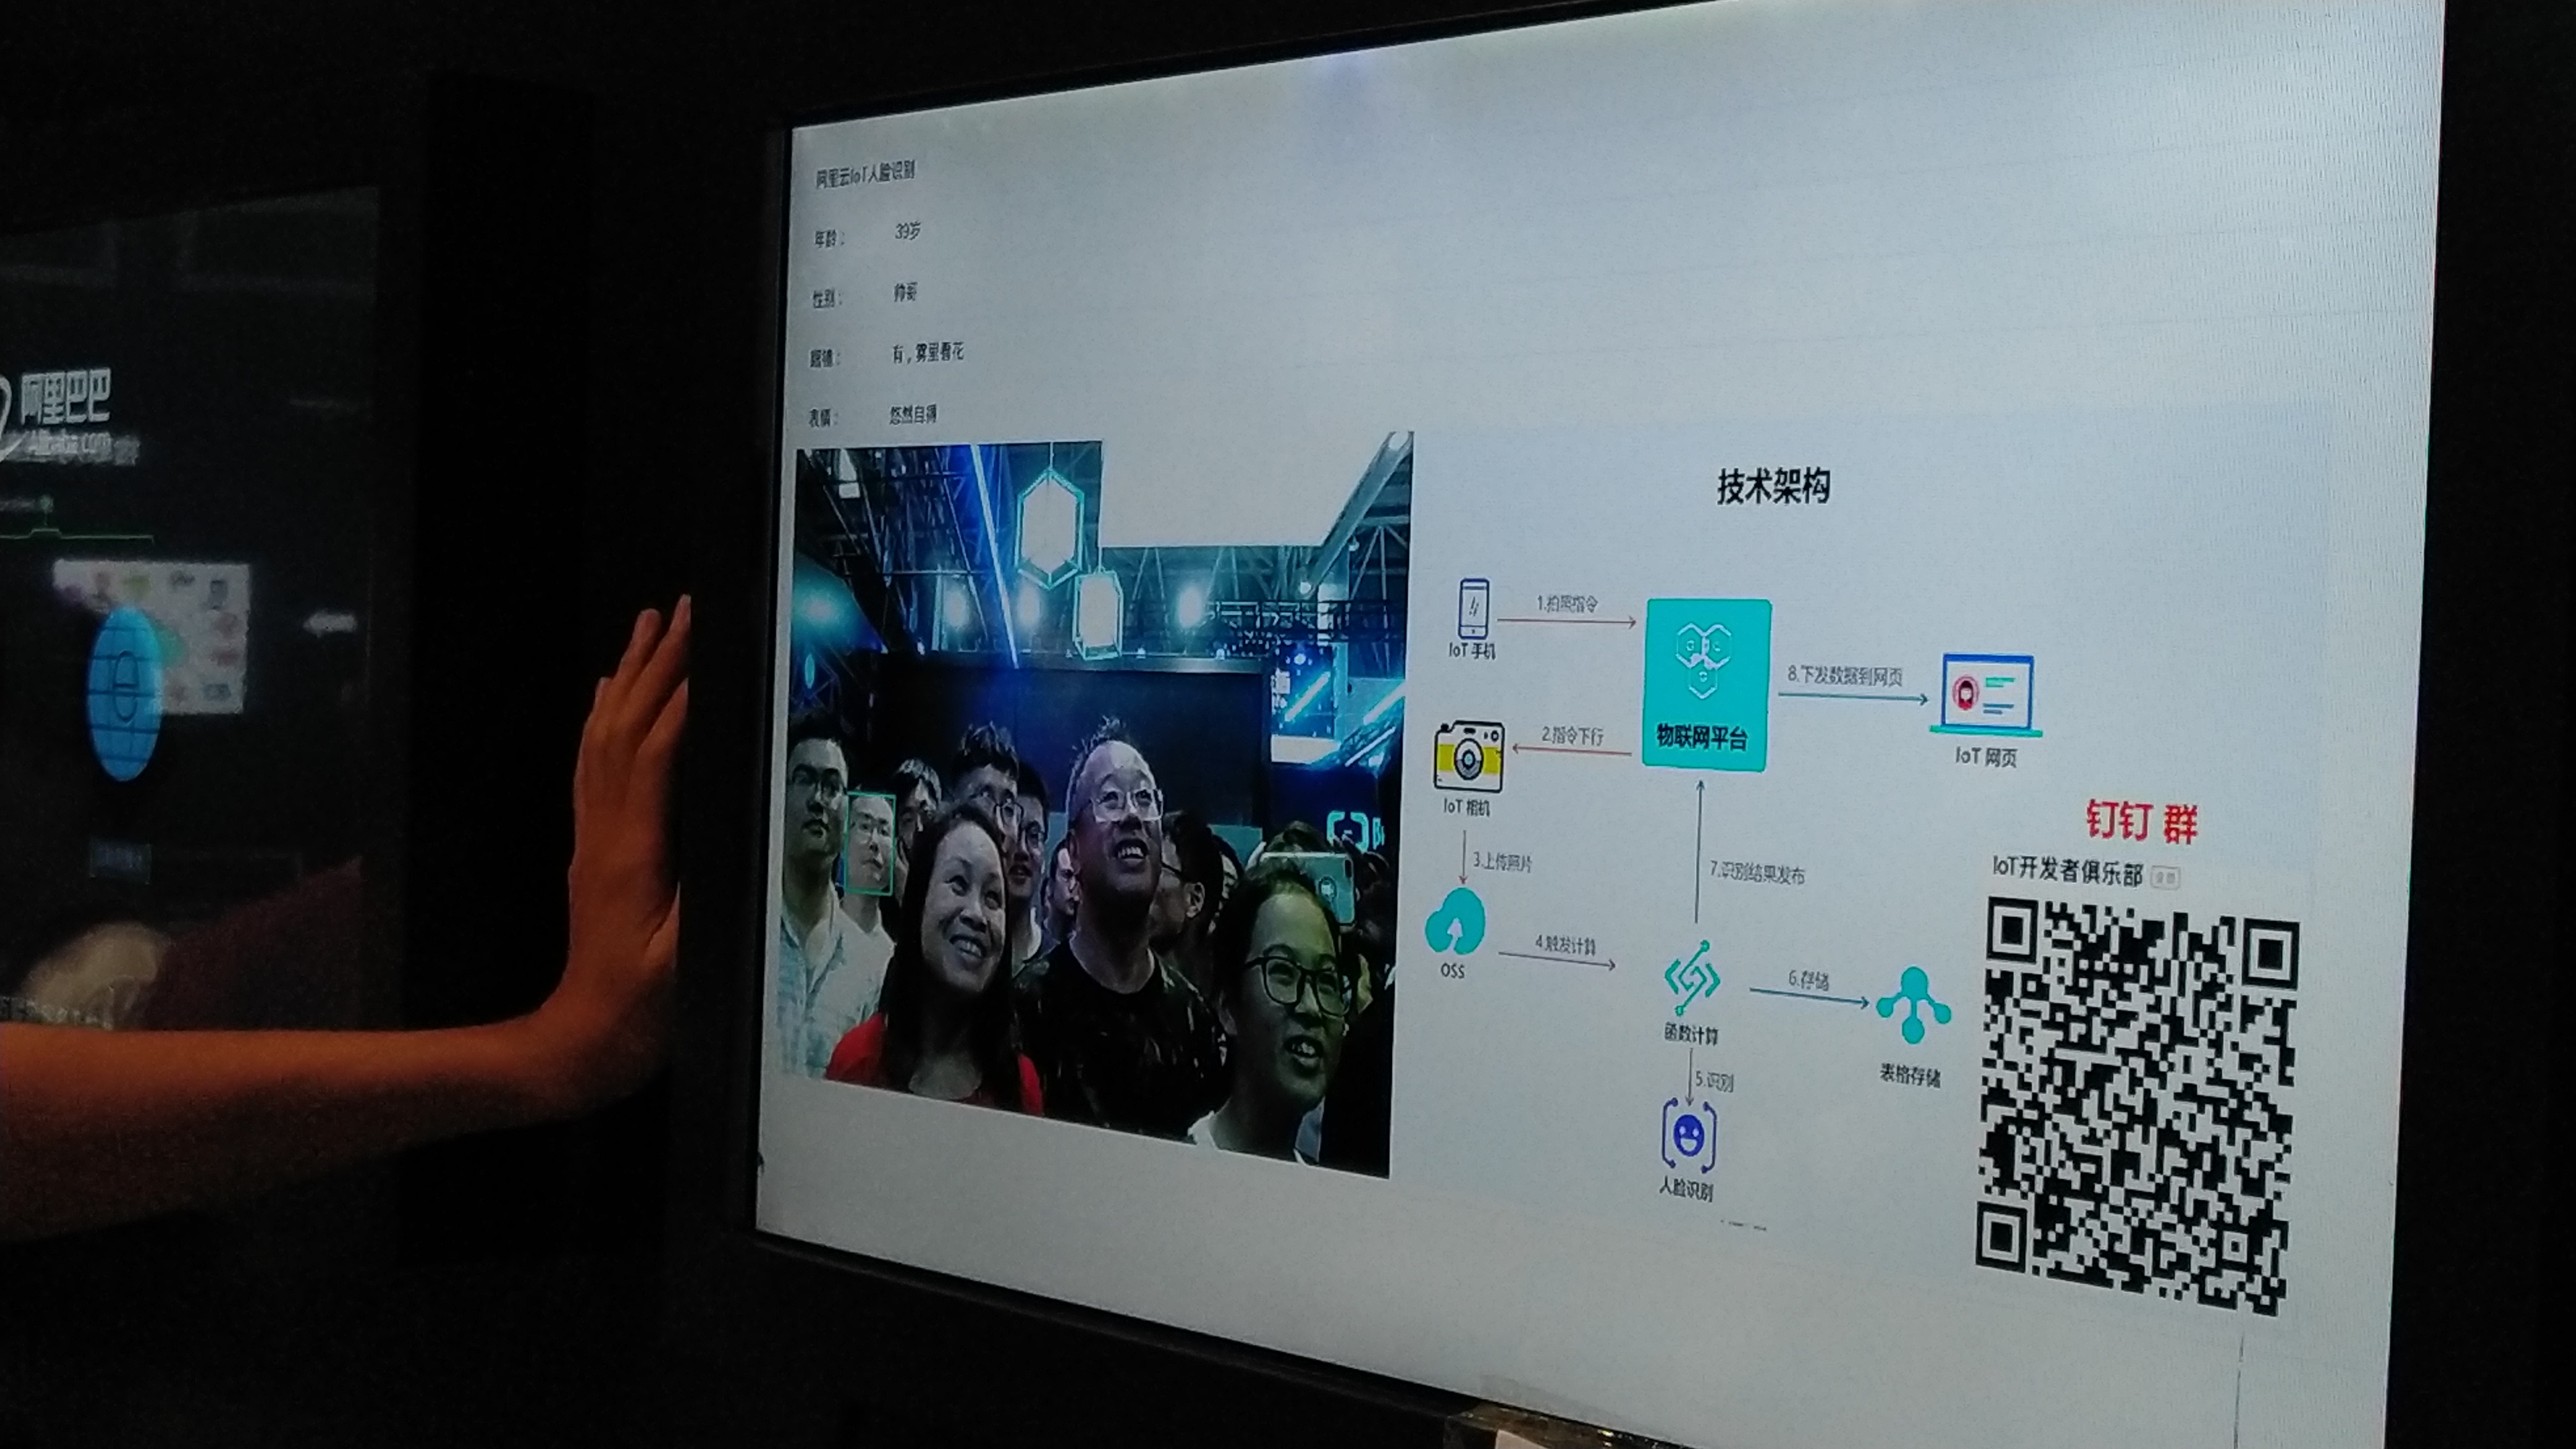 阿里巴巴
Alibaba.com
阿里云IoT人脸识别
年龄： 39岁
性别： 帅哥
眼镜： 有，雾里看花
表情： 悠然自得
技术架构
1.拍照指令
IoT 手机
8.下发数据到网页
2.指令下行
物联网平台
IoT 网页
IoT 相机
钉钉 群
3.上传照片
7.识别结果发布
IoT开发者俱乐部
4.触发计算
OSS
6.存储
函数计算
表格存储
5.识别
人脸识别